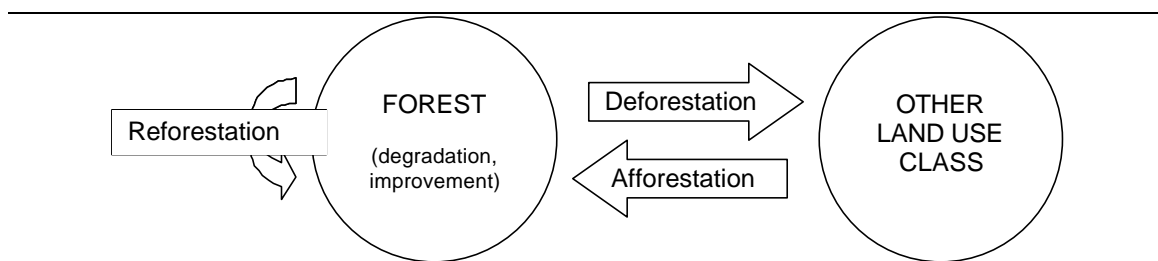 Reforestation
FOREST
(degradation,
improvement)
Deforestation
Afforestation
OTHER
LAND USE
CLASS